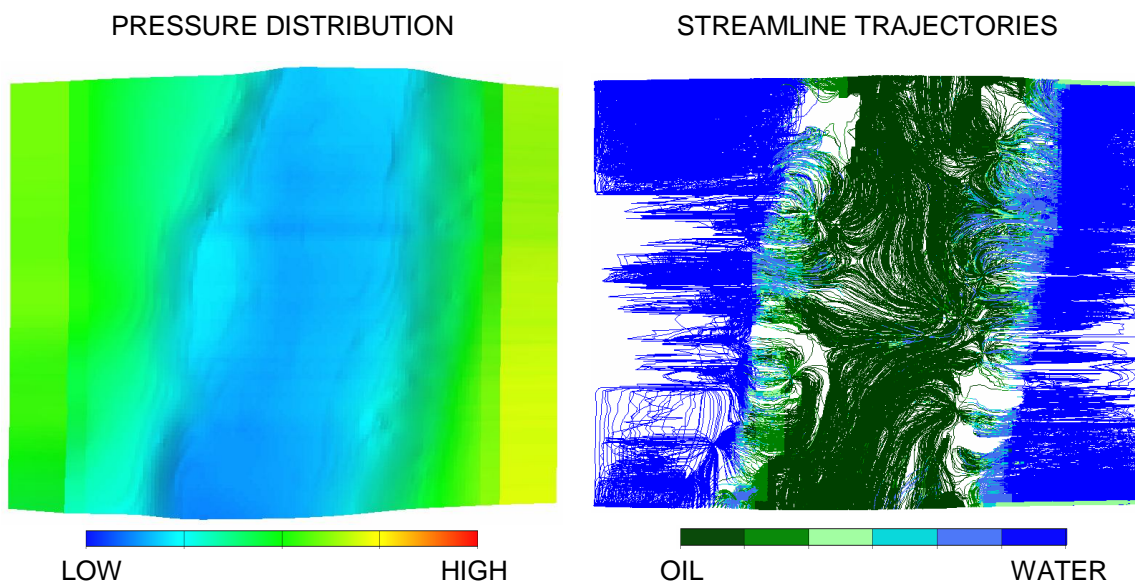 PRESSURE DISTRIBUTION
STREAMLINE TRAJECTORIES
LOW
HIGH
OIL
WATER